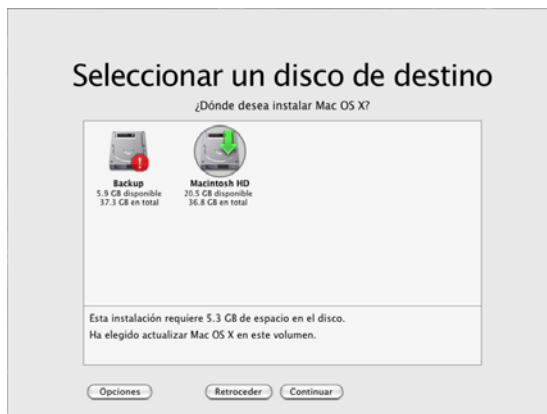 Seleccionar un disco de destino
¿Dónde desea instalar Mac OS X?
Backup
5.9 GB disponible
37.3 GB en total
Macintosh HD
20.5 GB disponible
36.8 GB en total
Esta instalación requiere 5.3 GB de espacio en el disco.
Ha elegido actualizar Mac OS X en este volumen.
Opciones
Retroceder
Continuar